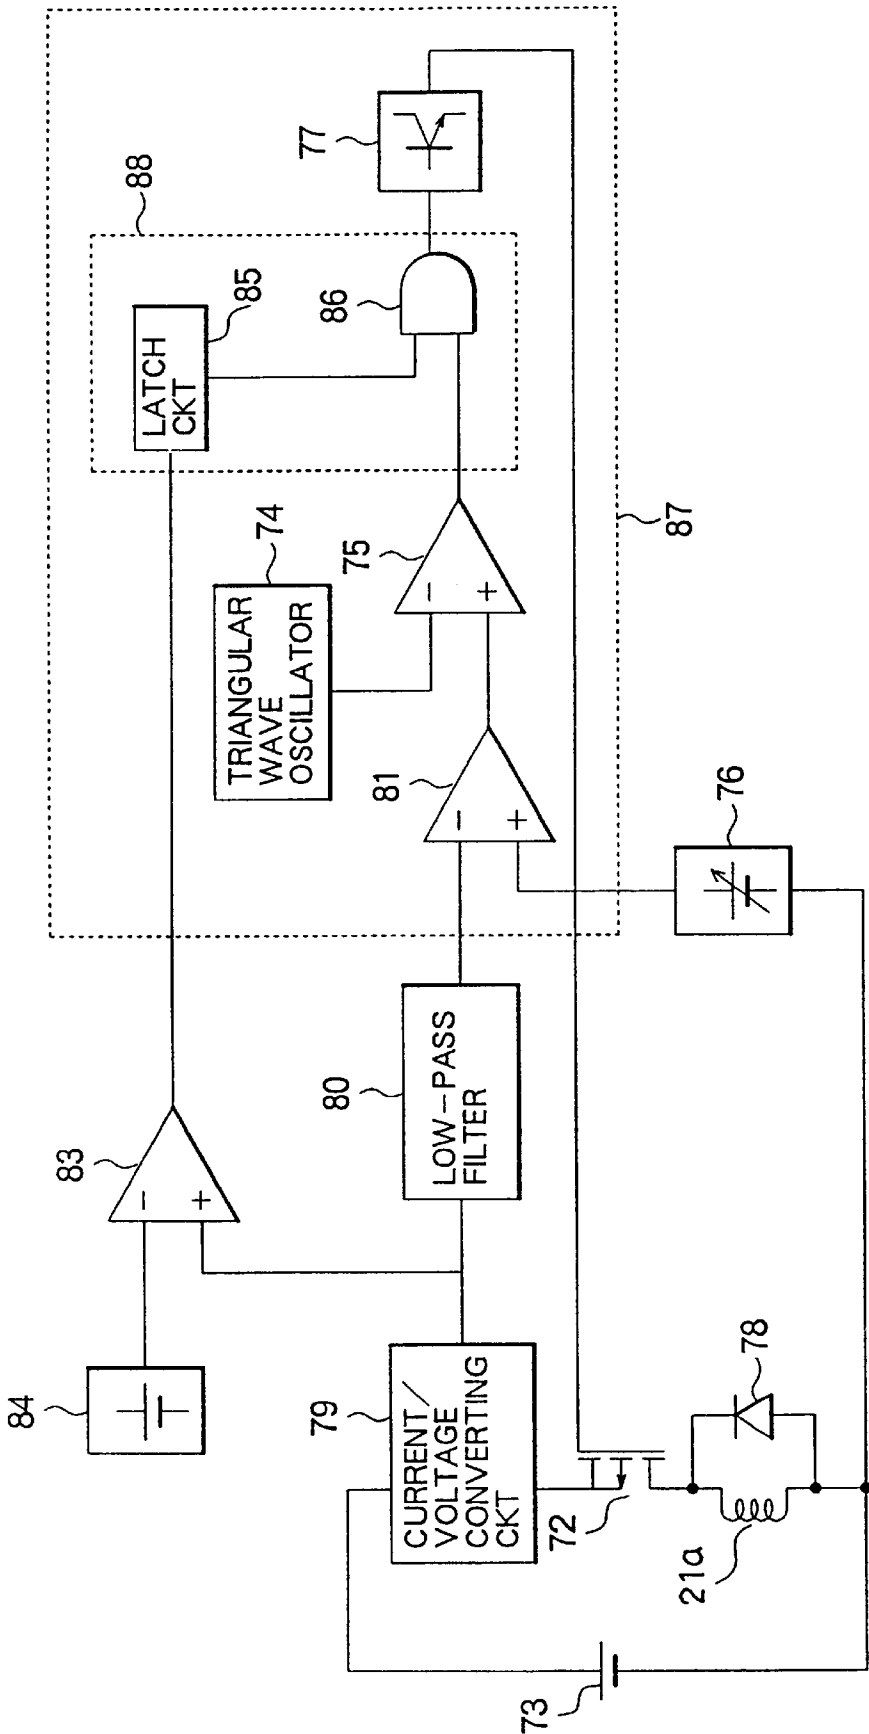 77
88
LATCH
CKT
85
86
TRIANGULAR
WAVE
OSCILLATOR
74
75
−
+
87
81
−
+
76
80
LOW−PASS
FILTER
83
−
+
84
79
CURRENT/
VOLTAGE
CONVERTING
CKT
72
78
21a
73